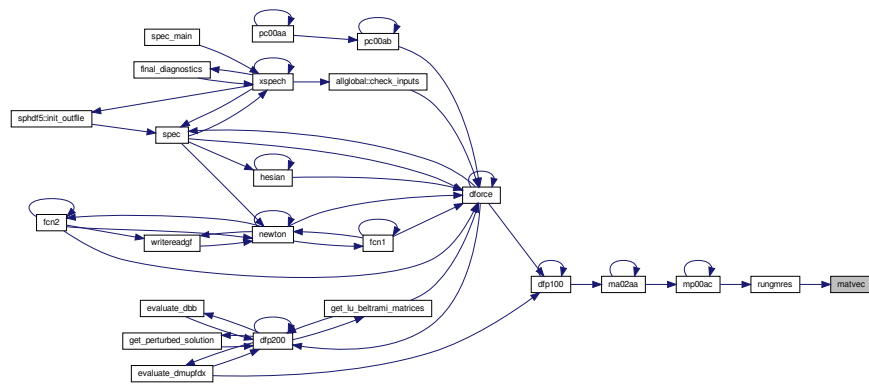 spec_main
pc00aa
pc00ab
final_diagnostics
xspech
allglobal::check_inputs
sphdf5::init_outfile
spec
hesian
dforce
fcn2
writereadgf
newton
fcn1
dfp100
ma02aa
mp00ac
rungmres
matvec
evaluate_dbb
get_lu_beltrami_matrices
get_perturbed_solution
dfp200
evaluate_dmupfdx